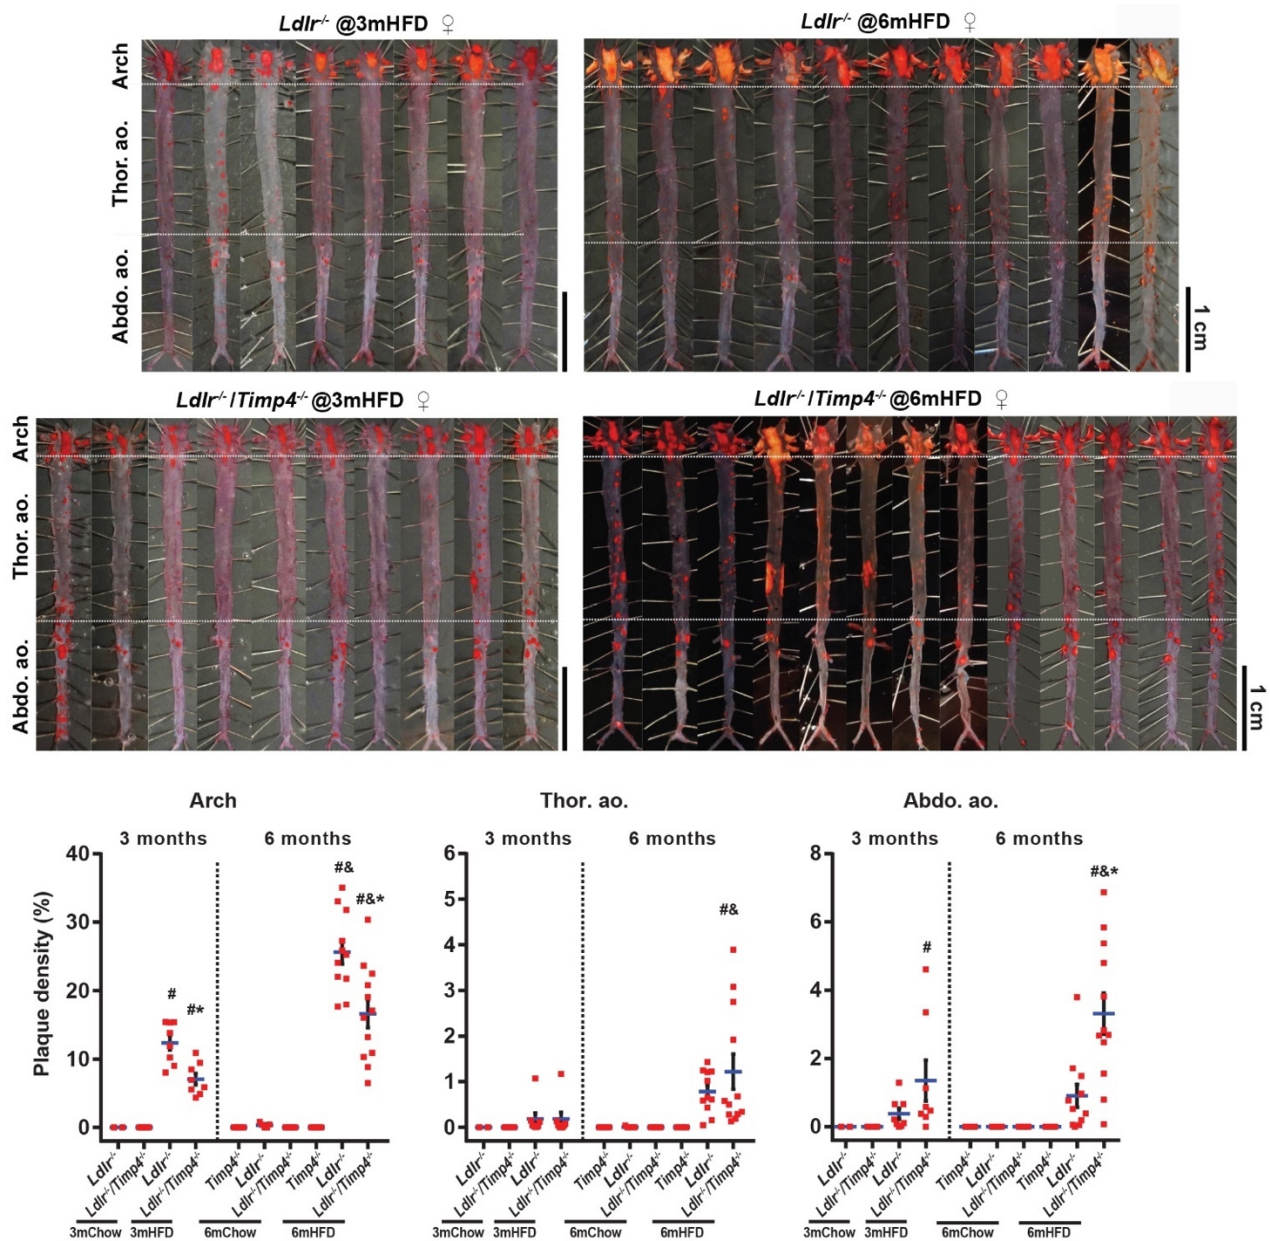 Ldlr-/- @3mHFD ♀
Ldlr-/- @6mHFD ♀
Arch
Thor. ao.
Abdo. ao.
1 cm
Ldlr-/-/Timp4-/- @3mHFD ♀
Ldlr-/-/Timp4-/- @6mHFD ♀
Arch
Thor. ao.
Abdo. ao.
1 cm
Arch
3 months 6 months
Plaque density (%)
40
30
20
10
0
#
#*
#&
#&*
Ldlr-/-
Ldlr-/-/Timp4-/-
Ldlr-/-
Ldlr-/-/Timp4-/-
Timp4-/-
Ldlr-/-
Ldlr-/-/Timp4-/-
Timp4-/-
Ldlr-/-
Ldlr-/-/Timp4-/-
3mChow 3mHFD 6mChow 6mHFD
Thor. ao.
3 months 6 months
6
5
4
3
2
1
0
#&
Ldlr-/-
Ldlr-/-/Timp4-/-
Ldlr-/-
Ldlr-/-/Timp4-/-
Timp4-/-
Ldlr-/-
Ldlr-/-/Timp4-/-
Timp4-/-
Ldlr-/-
Ldlr-/-/Timp4-/-
3mChow 3mHFD 6mChow 6mHFD
Abdo. ao.
3 months 6 months
8
6
4
2
0
#
#&*
Ldlr-/-
Ldlr-/-/Timp4-/-
Ldlr-/-
Ldlr-/-/Timp4-/-
Timp4-/-
Ldlr-/-
Ldlr-/-/Timp4-/-
Timp4-/-
Ldlr-/-
Ldlr-/-/Timp4-/-
3mChow 3mHFD 6mChow 6mHFD